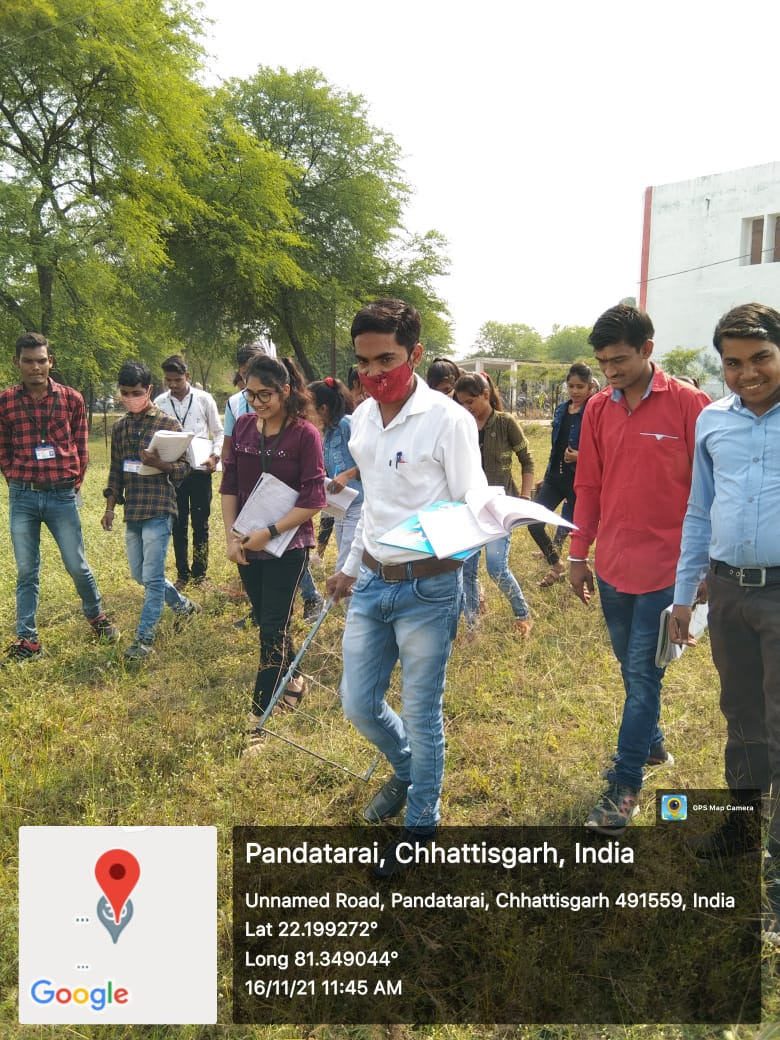 GPS Map Camera
Pandatarai, Chhattisgarh, India
Unnamed Road, Pandatarai, Chhattisgarh 491559, India
Lat 22.199272°
Long 81.349044°
16/11/21 11:45 AM
Google